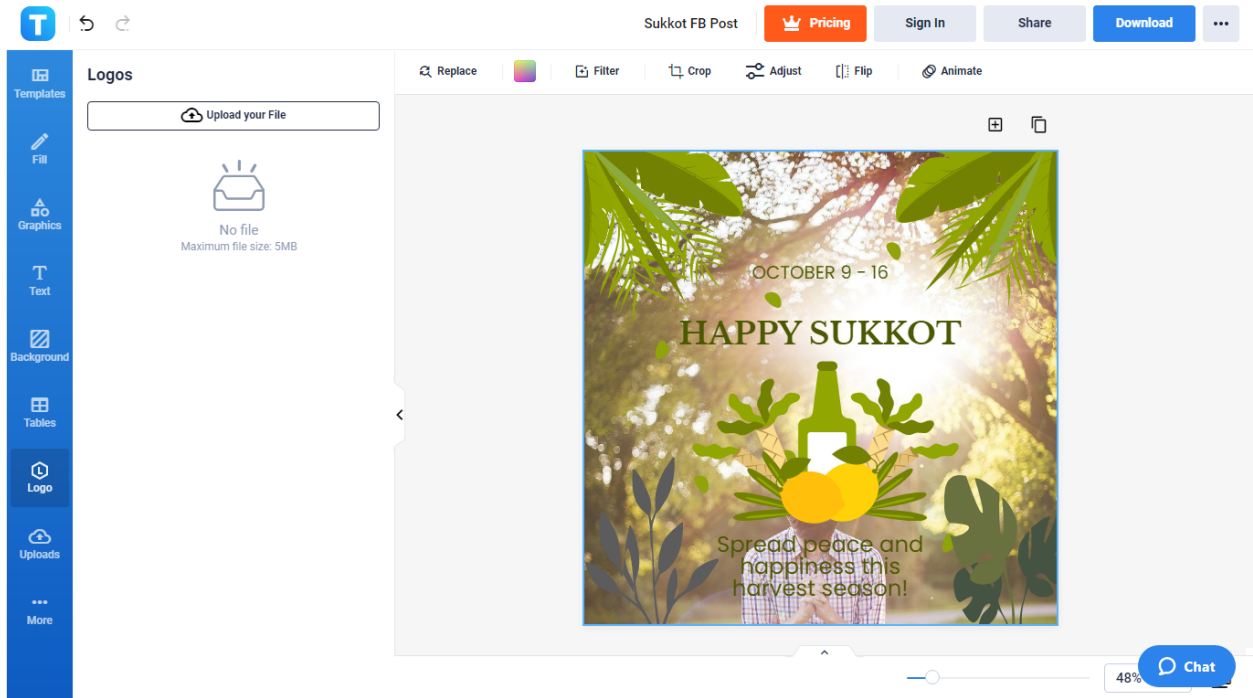 T
Sukkot FB Post
Pricing
Sign In
Share
Download
Templates
Fill
Graphics
Text
Background
Tables
Logo
Uploads
More
Logos
Upload your File
No file
Maximum file size: 5MB
Replace
Filter
Crop
Adjust
Flip
Animate
OCTOBER 9 - 16
HAPPY SUKKOT
Spread peace and
happiness this
harvest season!
48%
Chat